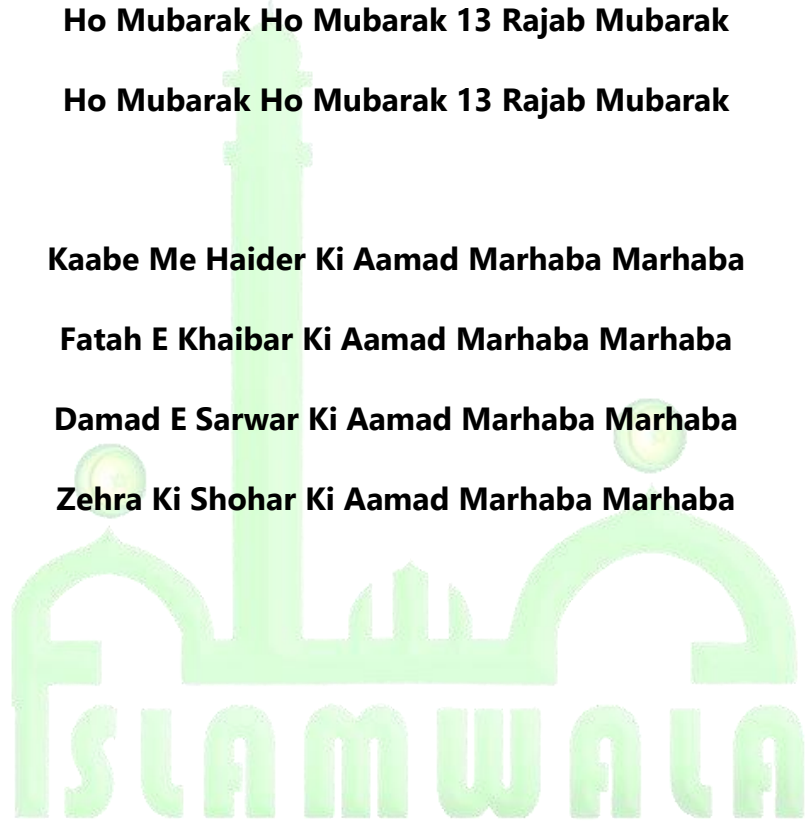 Ho Mubarak Ho Mubarak 13 Rajab Mubarak
Ho Mubarak Ho Mubarak 13 Rajab Mubarak
Kaabe Me Haider Ki Aamad Marhaba Marhaba
Fatah E Khaibar Ki Aamad Marhaba Marhaba
Damad E Sarwar Ki Aamad Marhaba Marhaba
Zehra Ki Shohar Ki Aamad Marhaba Marhaba
ISLAMWALA